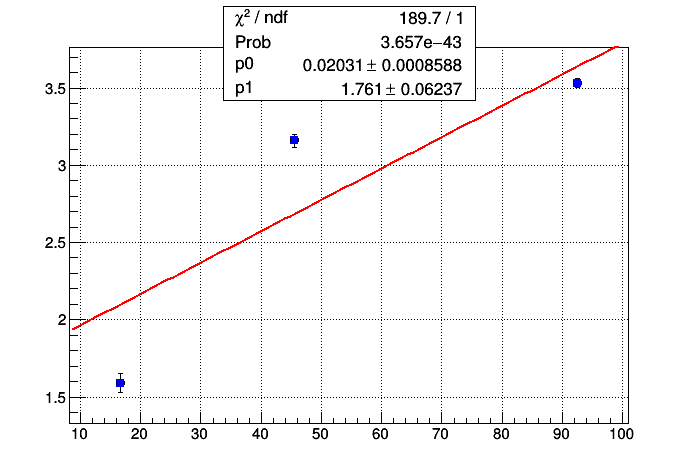 χ² / ndf 189.7 / 1
Prob 3.657e−43
p0 0.02031 ± 0.0008588
p1 1.761 ± 0.06237
3.5
3
2.5
2
1.5
10 20 30 40 50 60 70 80 90 100